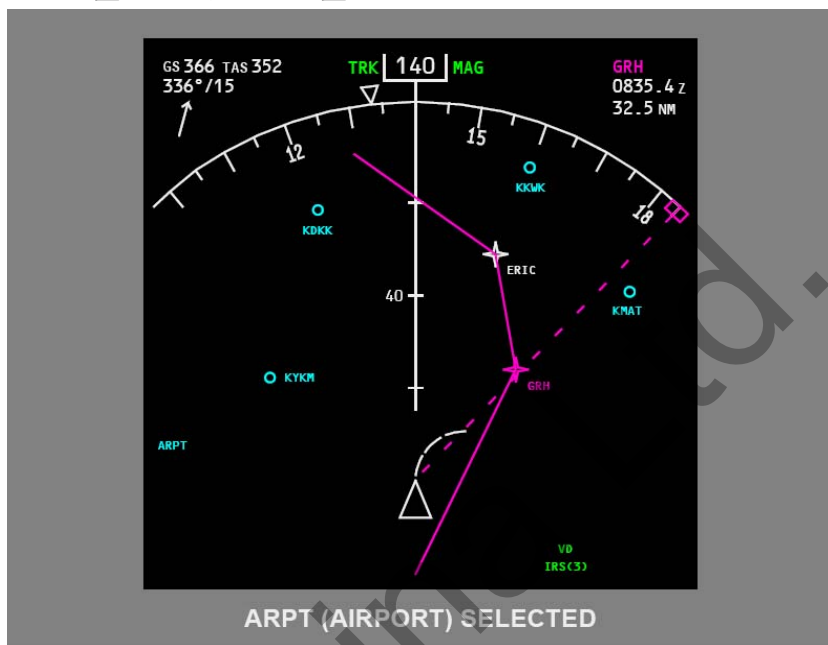 GS 366 TAS 352
336°/15
TRK 140 MAG
GRH
0835.4 Z
32.5 NM
12
15
18
KKWK
KDKK
ERIC
40
KMAT
KYKM
GRH
ARPT
VD
IRS(3)
ARPT (AIRPORT) SELECTED